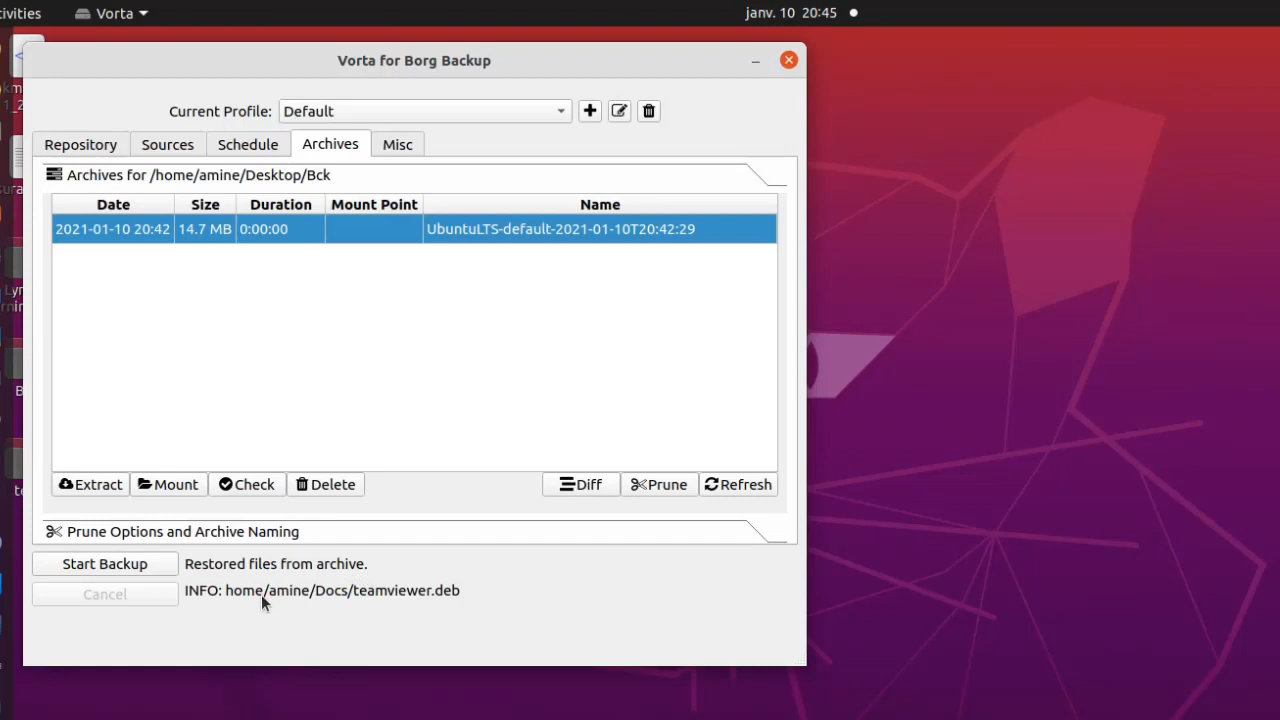 tivities Vorta janv. 10 20:45
Vorta for Borg Backup
Current Profile: Default
Repository Sources Schedule Archives Misc
Archives for /home/amine/Desktop/Bck
Date Size Duration Mount Point Name
2021-01-10 20:42 14.7 MB 0:00:00 UbuntuLTS-default-2021-01-10T20:42:29
Extract Mount Check Delete Diff Prune Refresh
Prune Options and Archive Naming
Start Backup Restored files from archive.
Cancel INFO: home/amine/Docs/teamviewer.deb